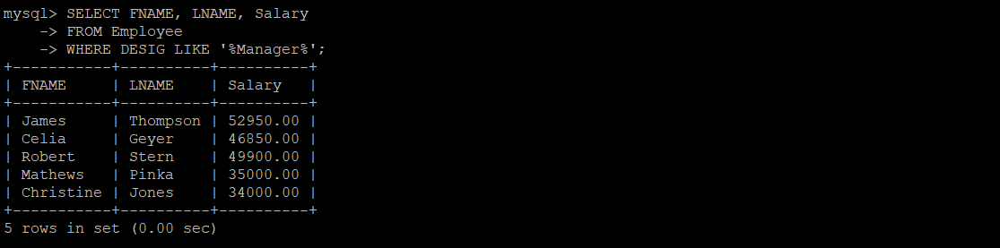 mysql> SELECT FNAME, LNAME, Salary
    -> FROM Employee
    -> WHERE DESIG LIKE '%Manager%';
+-----------+----------+----------+
| FNAME     | LNAME    | Salary   |
+-----------+----------+----------+
| James     | Thompson | 52950.00 |
| Celia     | Geyer    | 46850.00 |
| Robert    | Stern    | 49900.00 |
| Mathews   | Pinka    | 35000.00 |
| Christine | Jones    | 34000.00 |
+-----------+----------+----------+
5 rows in set (0.00 sec)